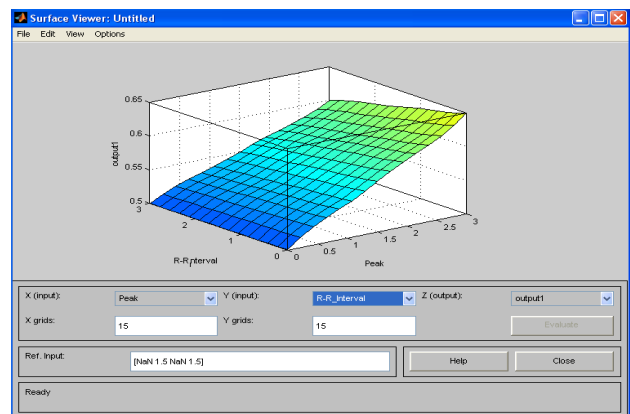 Surface Viewer: Untitled
File Edit View Options
0.65
0.6
0.55
0.5
output1
3
2
1
0
R-R_Interval
0
0.5
1
1.5
2
2.5
3
Peak
X (input): Peak Y (input): R-R_Interval Z (output): output1
X grids: 15 Y grids: 15 Evaluate
Ref. Input: [NaN 1.5 NaN 1.5] Help Close
Ready